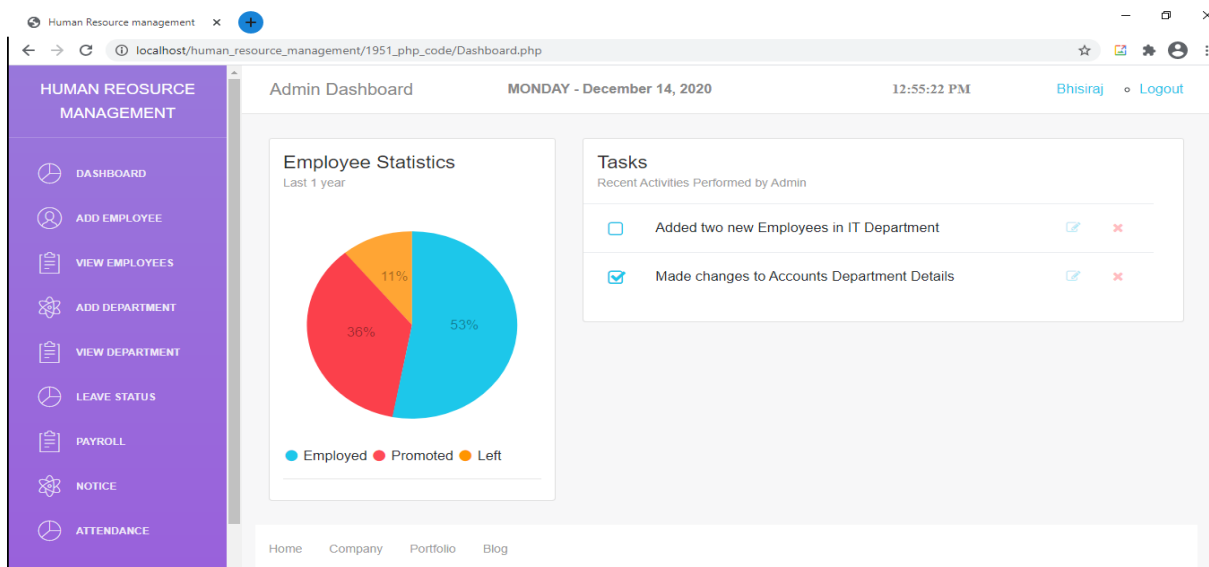 Human Resource management
localhost/human_resource_management/1951_php_code/Dashboard.php
HUMAN REOSURCE
MANAGEMENT
DASHBOARD
ADD EMPLOYEE
VIEW EMPLOYEES
ADD DEPARTMENT
VIEW DEPARTMENT
LEAVE STATUS
PAYROLL
NOTICE
ATTENDANCE
Admin Dashboard MONDAY - December 14, 2020 12:55:22 PM Bhisiraj Logout
Employee Statistics
Last 1 year
11%
36% 53%
Employed Promoted Left
Tasks
Recent Activities Performed by Admin
Added two new Employees in IT Department
Made changes to Accounts Department Details
Home Company Portfolio Blog